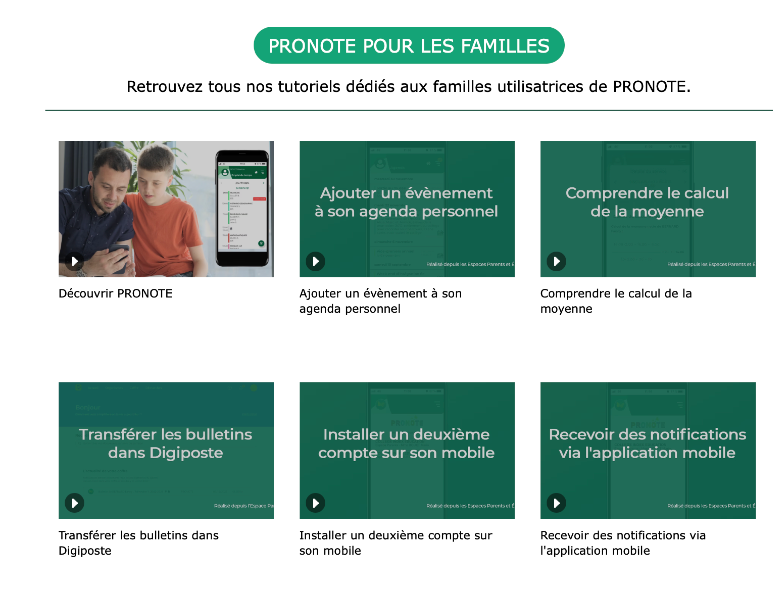 PRONOTE POUR LES FAMILLES
Retrouvez tous nos tutoriels dédiés aux familles utilisatrices de PRONOTE.
Ajouter un évènement
à son agenda personnel
Réalisé depuis les Espaces Parents et É
Comprendre le calcul
de la moyenne
Réalisé depuis les Espaces Parents et É
Découvrir PRONOTE
Ajouter un évènement à son
agenda personnel
Comprendre le calcul de la
moyenne
Transférer les bulletins
dans Digiposte
Réalisé depuis l'Espace Pa
Installer un deuxième
compte sur son mobile
Réalisé depuis les Espaces Parents et É
Recevoir des notifications
via l'application mobile
Réalisé depuis les Espaces Parents et É
Transférer les bulletins dans
Digiposte
Installer un deuxième compte sur
son mobile
Recevoir des notifications via
l'application mobile